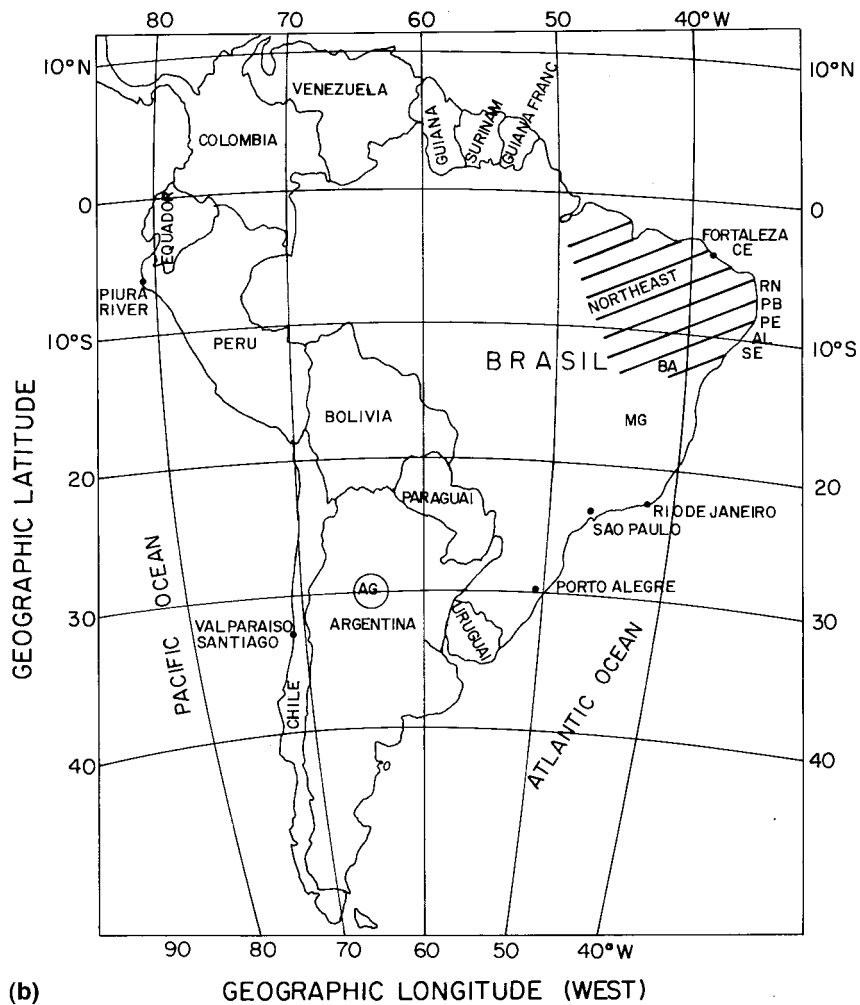 80 70 60 50 40°W
10°N 10°N
VENEZUELA
GUIANA
SURINAM
GUIANA FRANC
COLOMBIA
0 0
EQUADOR
FORTALEZA
CE
NORTHEAST
PIURA
RIVER
RN
PB
PE
AL
SE
10°S 10°S
PERU
BRASIL
BA
BOLIVIA
MG
20 20
PARAGUAI
RIO DE JANEIRO
SAO PAULO
AG
PORTO ALEGRE
30 30
VALPARAISO
SANTIAGO
ARGENTINA
URUGUAI
CHILE
PACIFIC OCEAN
ATLANTIC OCEAN
40 40
GEOGRAPHIC LATITUDE
90 80 70 60 50 40°W
(b) GEOGRAPHIC LONGITUDE (WEST)